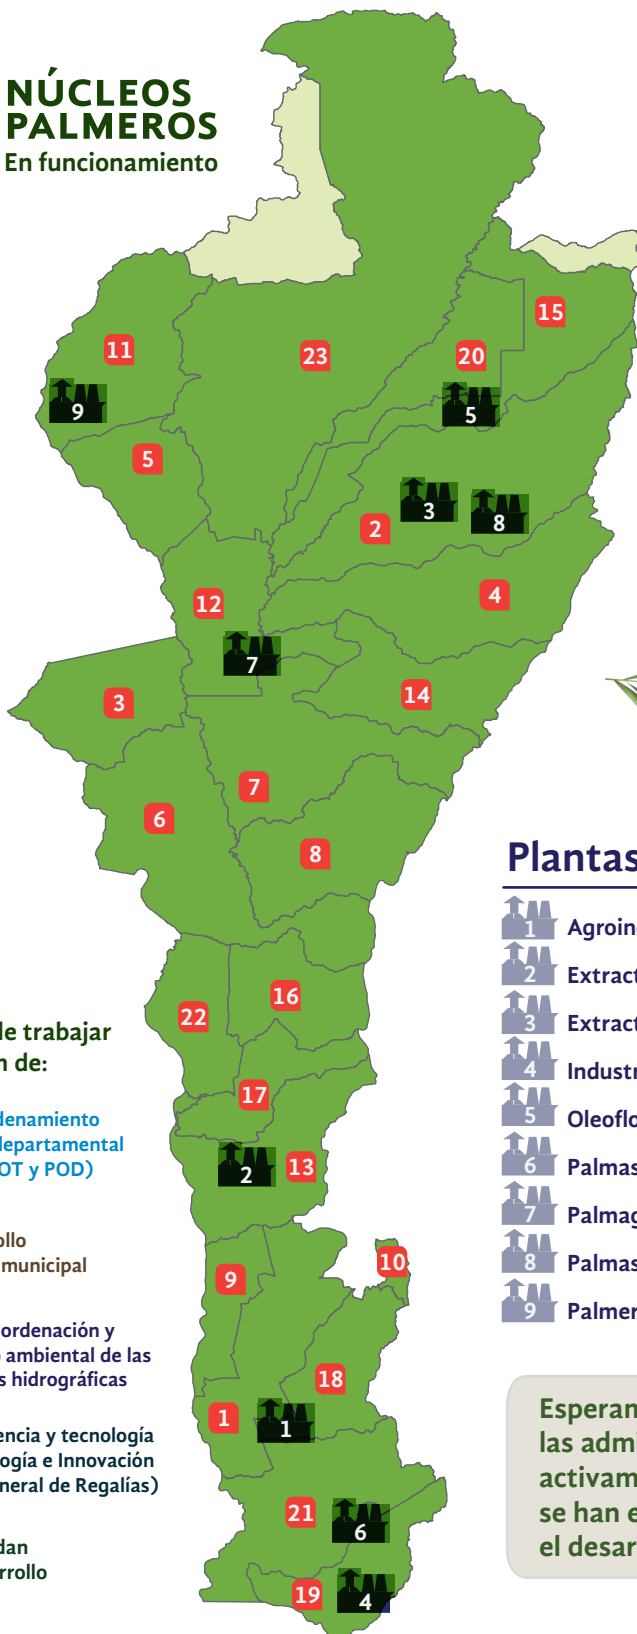 NÚCLEOS
PALMEROS
En funcionamiento
15
11
23
20
9
5
5
3
8
2
4
12
7
14
3
7
6
8
Plantas
1 Agroin
2 Extract
3 Extract
4 Industr
5 Oleoflo
6 Palmas
7 Palmag
8 Palmas
9 Palmer
16
22
17
2
13
10
9
18
1
1
21
6
19
4
de trabajar
n de:
denamiento
departamental
OT y POD)
ollo
municipal
ordenación y
o ambiental de las
s hidrográficas
encia y tecnología
logía e Innovación
neral de Regalías)
dan
rrollo
Esperan
las admi
activam
se han e
el desar